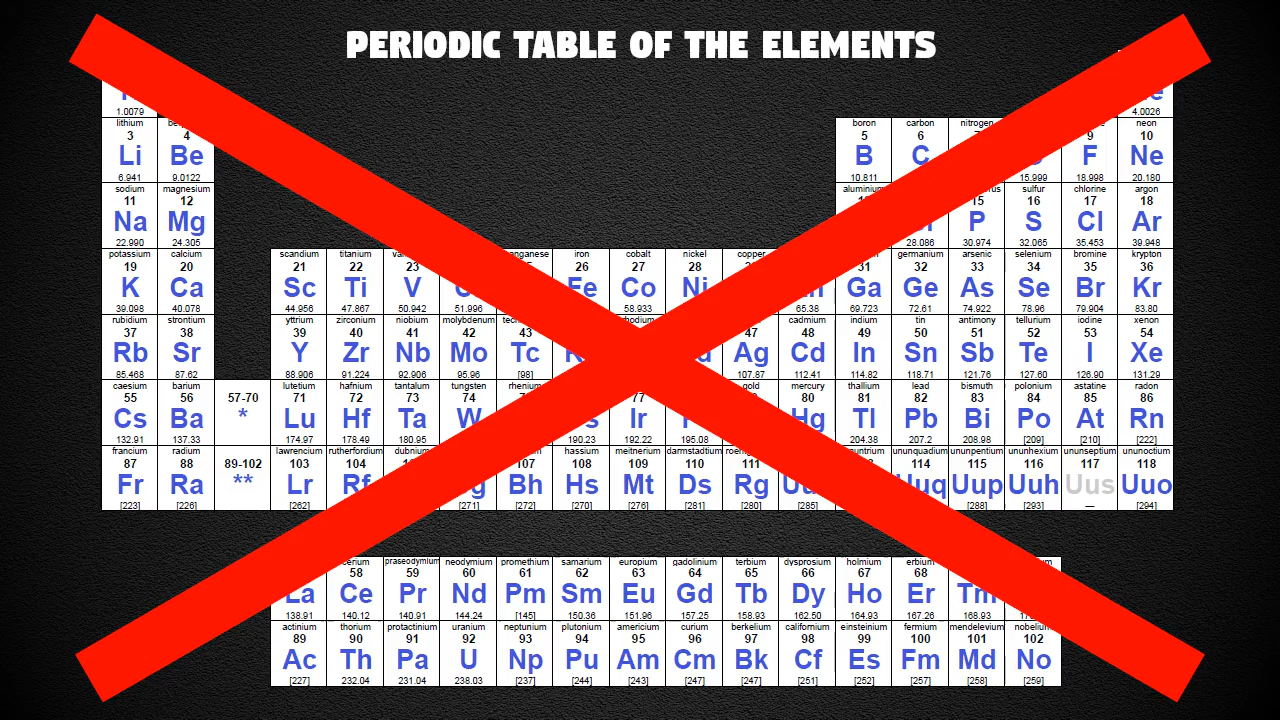 PERIODIC TABLE OF THE ELEMENTS
1.0079 4.0026
lithium boron carbon nitrogen neon
3 4 5 6 9 10
Li Be B C F Ne
6.941 9.0122 10.811 15.999 18.998 20.180
sodium magnesium aluminium sulfur chlorine argon
11 12 15 16 17 18
Na Mg P S Cl Ar
22.990 24.305 28.086 30.974 32.065 35.453 39.948
potassium calcium scandium titanium iron cobalt nickel copper germanium arsenic selenium bromine krypton
19 20 21 22 23 26 27 28 31 32 33 34 35 36
K Ca Sc Ti V Fe Co Ni Ga Ge As Se Br Kr
39.098 40.078 44.956 47.867 50.942 51.996 58.933 65.38 69.723 72.61 74.922 78.96 79.904 83.80
rubidium strontium yttrium zirconium niobium molybdenum cadmium indium tin antimony tellurium iodine xenon
37 38 39 40 41 42 43 47 48 49 50 51 52 53 54
Rb Sr Y Zr Nb Mo Tc Ag Cd In Sn Sb Te I Xe
85.468 87.62 88.906 91.224 92.906 95.96 [98] 107.87 112.41 114.82 118.71 121.76 127.60 126.90 131.29
caesium barium lutetium hafnium tantalum tungsten rhenium gold mercury thallium lead bismuth polonium astatine radon
55 56 57-70 71 72 73 74 77 80 81 82 83 84 85 86
Cs Ba * Lu Hf Ta W Ir Hg Tl Pb Bi Po At Rn
132.91 137.33 174.97 178.49 180.95 190.23 192.22 195.08 204.38 207.2 208.98 [209] [210] [222]
francium radium lawrencium rutherfordium hassium meitnerium darmstadtium ununquadium ununpentium ununhexium ununseptium ununoctium
87 88 89-102 103 104 107 108 109 110 111 114 115 116 117 118
Fr Ra ** Lr Rf Bh Hs Mt Ds Rg Uuq Uup Uuh Uus Uuo
[223] [226] [262] [271] [272] [270] [276] [281] [280] [285] [288] [293] — [294]
cerium praseodymium neodymium promethium samarium europium gadolinium terbium dysprosium holmium erbium
58 59 60 61 62 63 64 65 66 67 68
La Ce Pr Nd Pm Sm Eu Gd Tb Dy Ho Er Tm
138.91 140.12 140.91 144.24 [145] 150.36 151.96 157.25 158.93 162.50 164.93 167.26 168.93
actinium thorium protactinium uranium neptunium plutonium americium curium berkelium californium einsteinium fermium mendelevium nobelium
89 90 91 92 93 94 95 96 97 98 99 100 101 102
Ac Th Pa U Np Pu Am Cm Bk Cf Es Fm Md No
[227] 232.04 231.04 238.03 [237] [244] [243] [247] [247] [251] [252] [257] [258] [259]